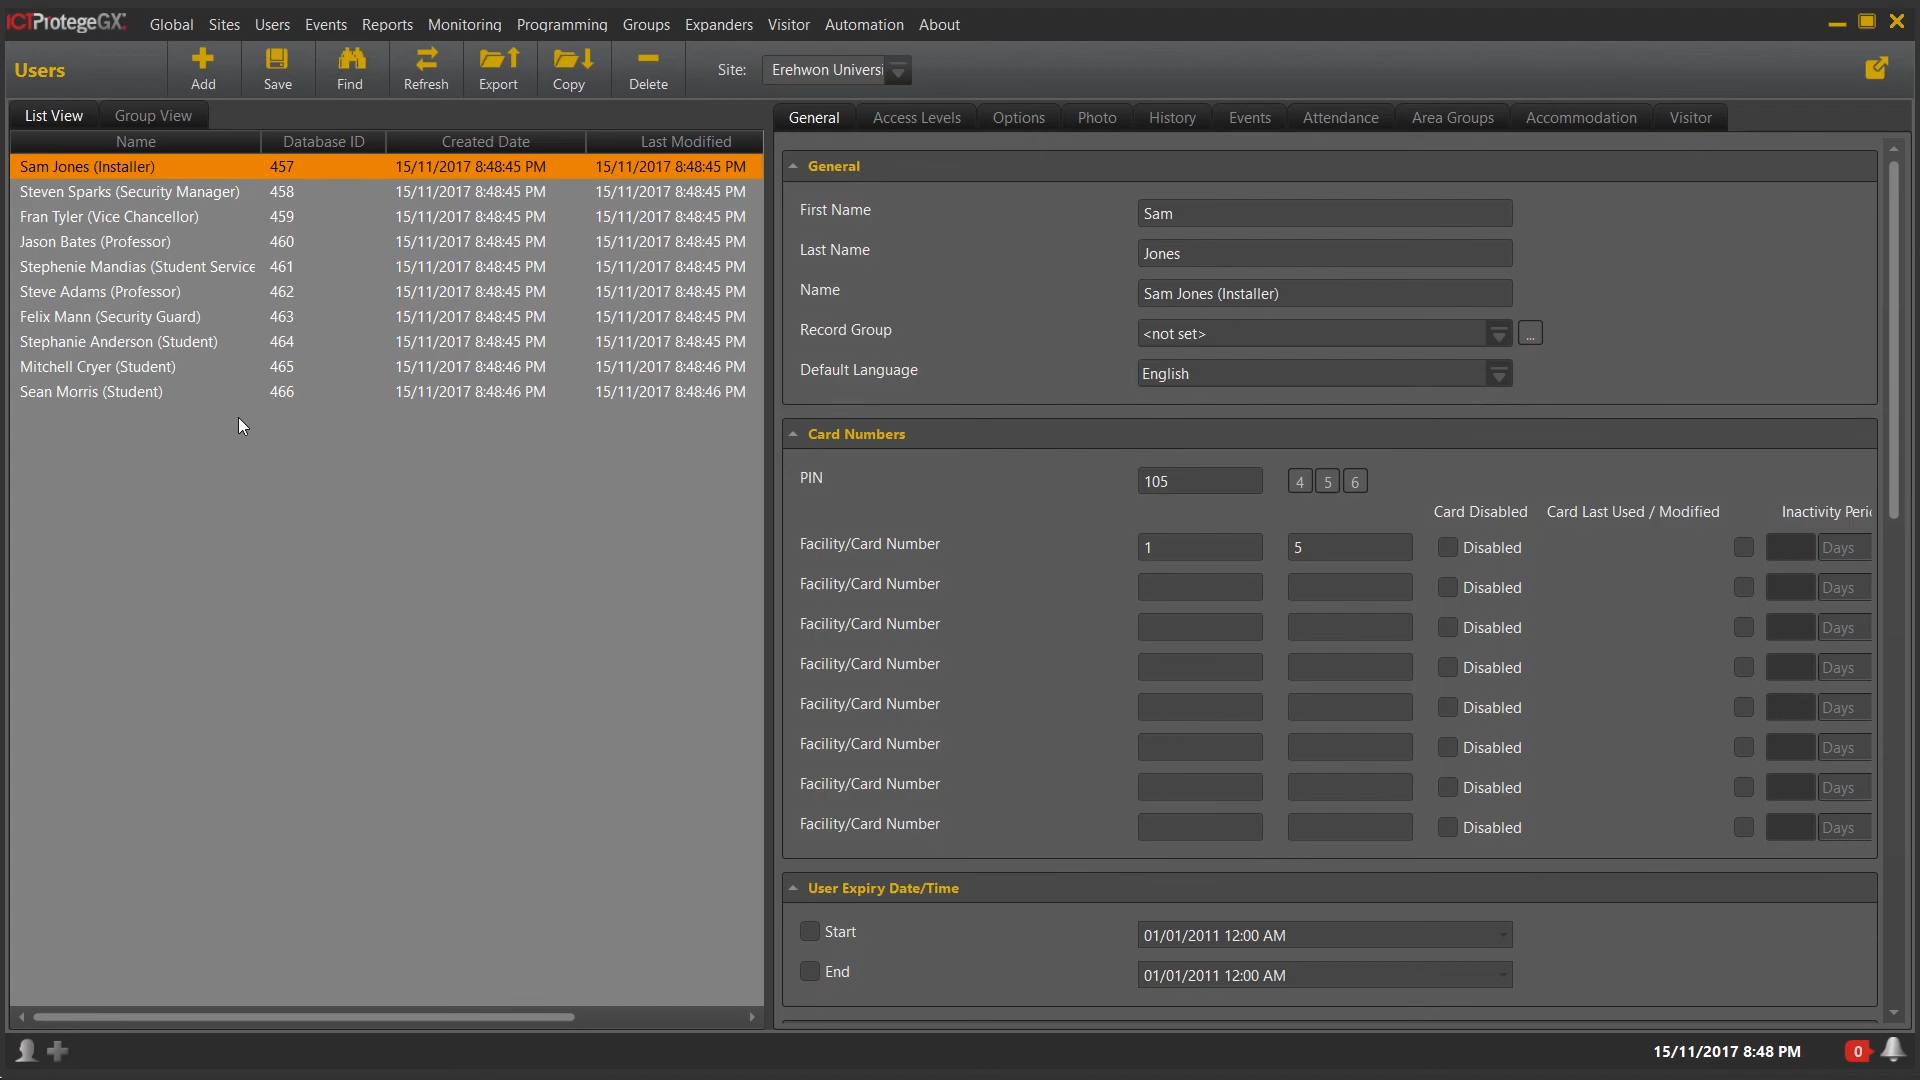 ICTProtegeGX. Global Sites Users Events Reports Monitoring Programming Groups Expanders Visitor Automation About
Users Add Save Find Refresh Export Copy Delete Site: Erehwon Universi
List View Group View
Name Database ID Created Date Last Modified
Sam Jones (Installer) 457 15/11/2017 8:48:45 PM 15/11/2017 8:48:45 PM
Steven Sparks (Security Manager) 458 15/11/2017 8:48:45 PM 15/11/2017 8:48:45 PM
Fran Tyler (Vice Chancellor) 459 15/11/2017 8:48:45 PM 15/11/2017 8:48:45 PM
Jason Bates (Professor) 460 15/11/2017 8:48:45 PM 15/11/2017 8:48:45 PM
Stephenie Mandias (Student Service 461 15/11/2017 8:48:45 PM 15/11/2017 8:48:45 PM
Steve Adams (Professor) 462 15/11/2017 8:48:45 PM 15/11/2017 8:48:45 PM
Felix Mann (Security Guard) 463 15/11/2017 8:48:45 PM 15/11/2017 8:48:45 PM
Stephanie Anderson (Student) 464 15/11/2017 8:48:45 PM 15/11/2017 8:48:45 PM
Mitchell Cryer (Student) 465 15/11/2017 8:48:46 PM 15/11/2017 8:48:46 PM
Sean Morris (Student) 466 15/11/2017 8:48:46 PM 15/11/2017 8:48:46 PM
General Access Levels Options Photo History Events Attendance Area Groups Accommodation Visitor
General
First Name Sam
Last Name Jones
Name Sam Jones (Installer)
Record Group <not set> ...
Default Language English
Card Numbers
PIN 105 4 5 6
Card Disabled Card Last Used / Modified Inactivity Peri
Facility/Card Number 1 5 Disabled Days
Facility/Card Number Disabled Days
Facility/Card Number Disabled Days
Facility/Card Number Disabled Days
Facility/Card Number Disabled Days
Facility/Card Number Disabled Days
Facility/Card Number Disabled Days
Facility/Card Number Disabled Days
User Expiry Date/Time
Start 01/01/2011 12:00 AM
End 01/01/2011 12:00 AM
15/11/2017 8:48 PM 0